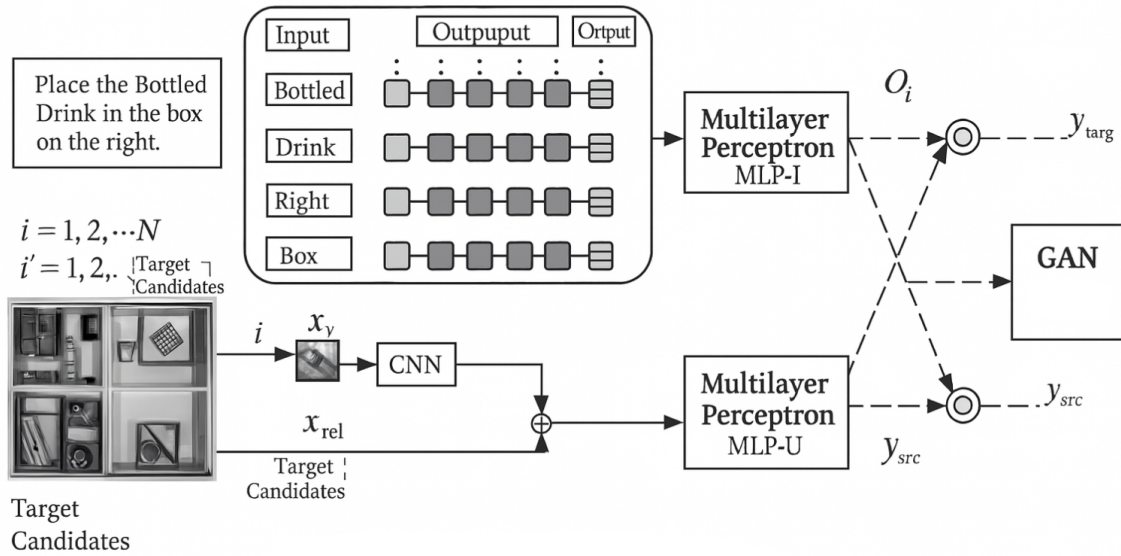 Place the Bottled
Drink in the box
on the right.
Input
Outpuput
Ortput
Bottled
Drink
Right
Box
Multilayer
Perceptron
MLP-I
O_i
y_targ
i = 1, 2, ⋯N
i′ = 1, 2,.
Target
Candidates
GAN
i
x_y
CNN
x_rel
Target
Candidates
Multilayer
Perceptron
MLP-U
y_src
y_src
Target
Candidates